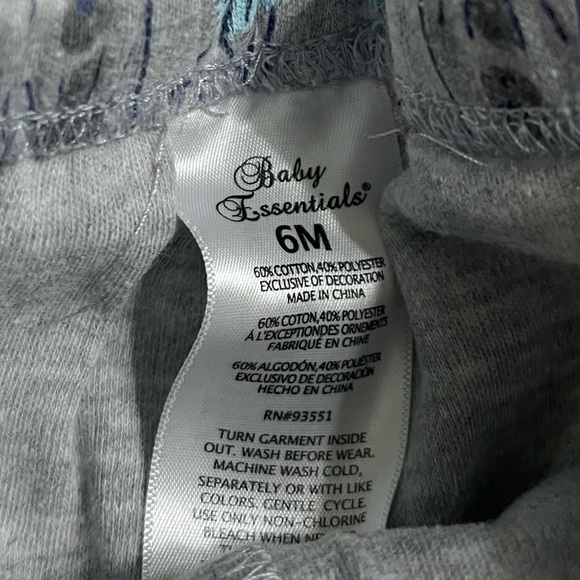 Baby
Essentials®
6M
60% COTTON,40% POLYESTER
EXCLUSIVE OF DECORATION
MADE IN CHINA
60% COTON,40% POLYESTER
À L'EXCEPTIONDES ORNEMENTS
FABRIQUÉ EN CHINE
60% ALGODÓN,40% POLIÉSTER
EXCLUSIVO DE DECORACIÓN
HECHO EN CHINA
RN#93551
TURN GARMENT INSIDE
OUT. WASH BEFORE WEAR.
MACHINE WASH COLD,
SEPARATELY OR WITH LIKE
COLORS. GENTLE CYCLE.
USE ONLY NON-CHLORINE
BLEACH WHEN